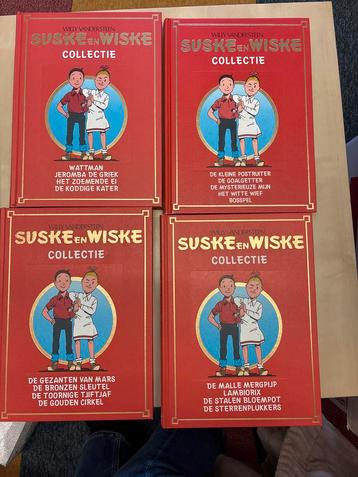 WILLY VANDERSTEEN
SUSKE EN WISKE
COLLECTIE
WATTMAN
JEROMBA DE GRIEK
HET ZOEMENDE EI
DE KODDIGE KATER
WILLY VANDERSTEEN
SUSKE EN WISKE
COLLECTIE
DE KLEINE POSTRUITER
DE GOALGETTER
DE MYSTERIEUZE MIJN
HET WITTE WIEF
BOSSPEL
WILLY VANDERSTEEN
SUSKE EN WISKE
COLLECTIE
DE GEZANTEN VAN MARS
DE BRONZEN SLEUTEL
DE TOORNIGE TJIFTJAF
DE GOUDEN CIRKEL
WILLY VANDERSTEEN
SUSKE EN WISKE
COLLECTIE
DE MALLE MERGPIJP
LAMBIORIX
DE STALEN BLOEMPOT
DE STERRENPLUKKERS